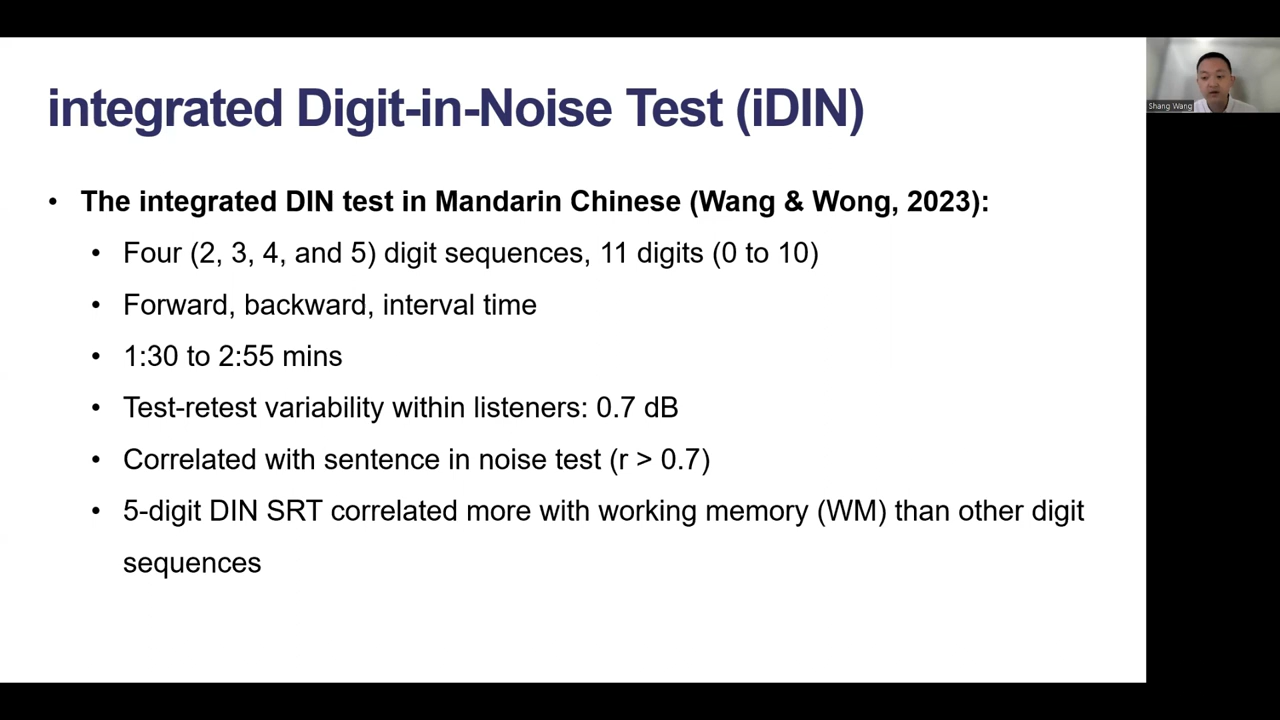 integrated Digit-in-Noise Test (iDIN)
Shang Wang
• The integrated DIN test in Mandarin Chinese (Wang & Wong, 2023):
• Four (2, 3, 4, and 5) digit sequences, 11 digits (0 to 10)
• Forward, backward, interval time
• 1:30 to 2:55 mins
• Test-retest variability within listeners: 0.7 dB
• Correlated with sentence in noise test (r > 0.7)
• 5-digit DIN SRT correlated more with working memory (WM) than other digit
sequences